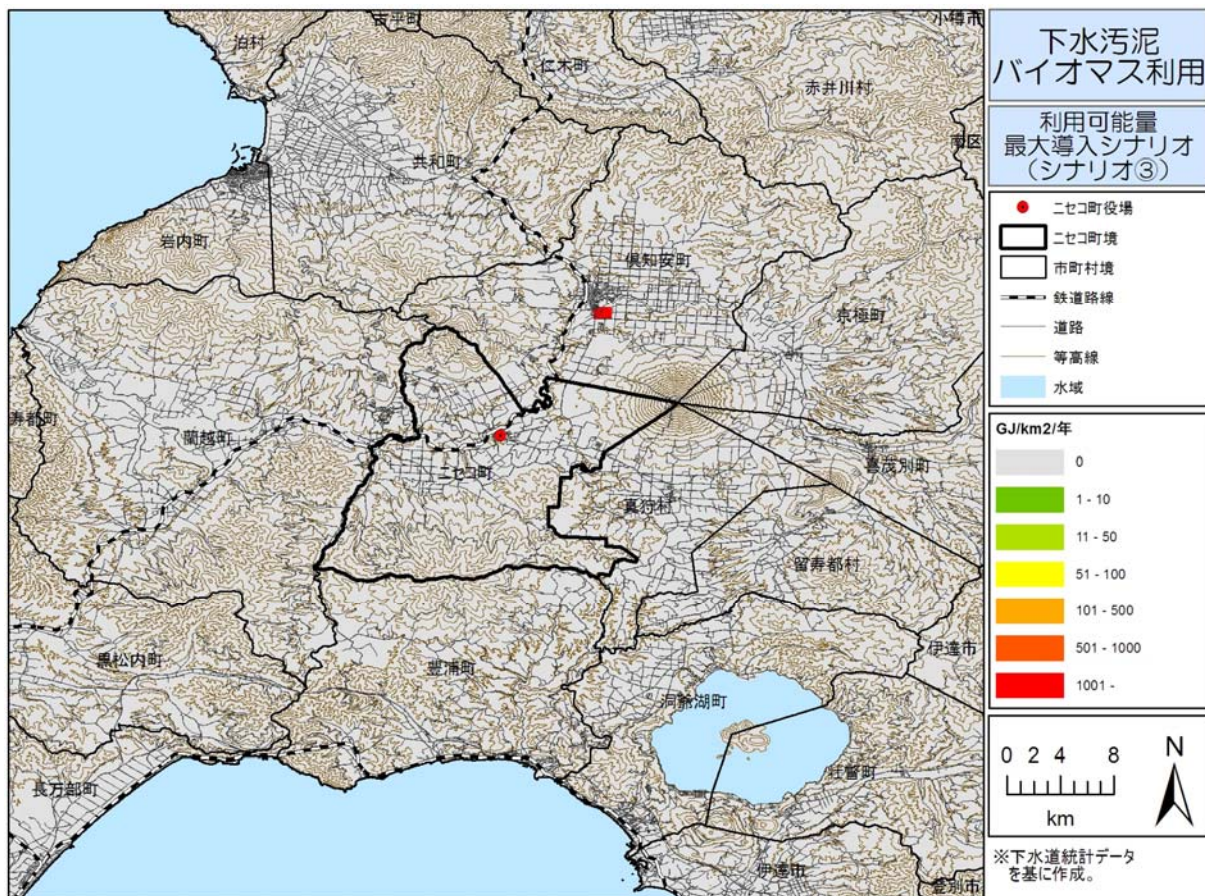 下水汚泥
バイオマス利用
利用可能量
最大導入シナリオ
(シナリオ③)
ニセコ町役場
ニセコ町境
市町村境
鉄道路線
道路
等高線
水域
GJ/km2/年
0
1 - 10
11 - 50
51 - 100
101 - 500
501 - 1000
1001 -
0 2 4 8
km
N
※下水道統計データ
を基に作成。
古平町
小樽市
泊村
仁木町
赤井川村
南区
共和町
岩内町
倶知安町
京極町
寿都町
蘭越町
ニセコ町
喜茂別町
真狩村
留寿都村
黒松内町
豊浦町
伊達市
洞爺湖町
長万部町
壮瞥町
伊達市
登別市